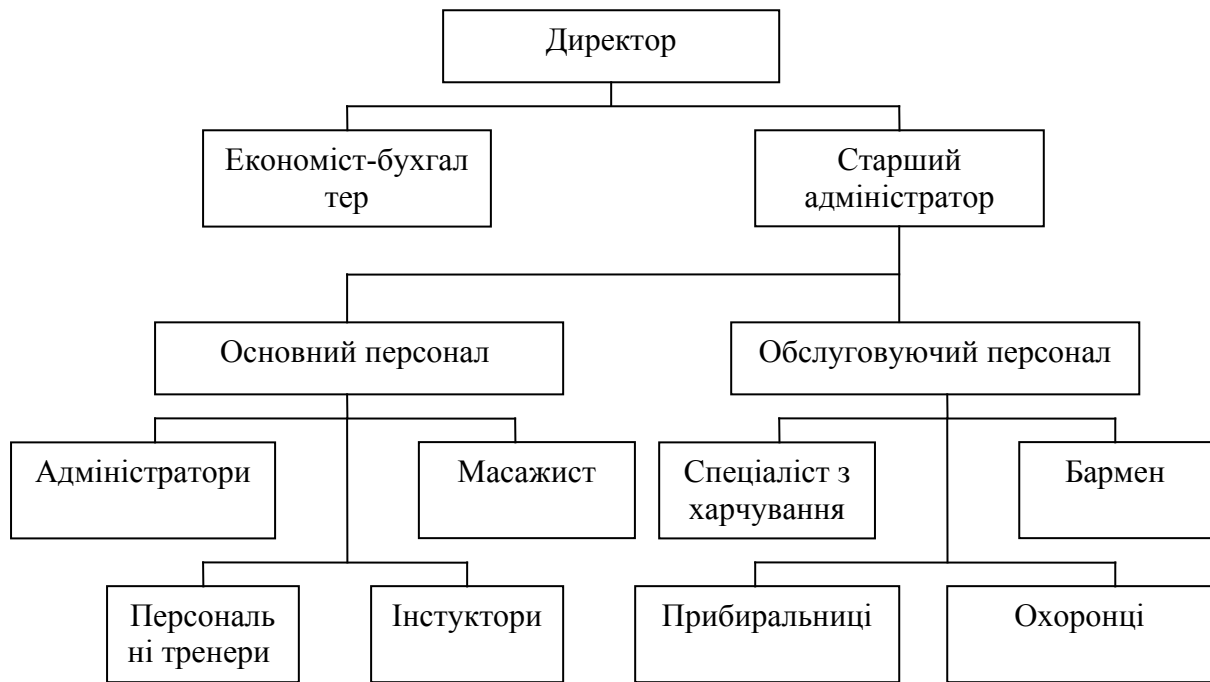 Директор
Економіст-бухгал
тер
Старший
адміністратор
Основний персонал
Обслуговуючий персонал
Адміністратори
Масажист
Спеціаліст з
харчування
Бармен
Персональ
ні тренери
Інстуктори
Прибиральниці
Охоронці